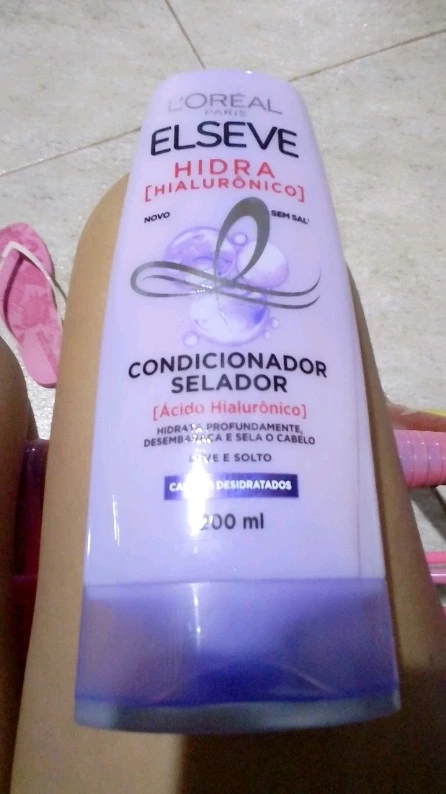 L'ORÉAL
PARIS
ELSEVE
HIDRA
[HIALURÔNICO]
NOVO
SEM SAL*
CONDICIONADOR
SELADOR
[Ácido Hialurônico]
HIDRATA PROFUNDAMENTE,
DESEMBARAÇA E SELA O CABELO
LEVE E SOLTO
DESIDRATADOS
200 ml